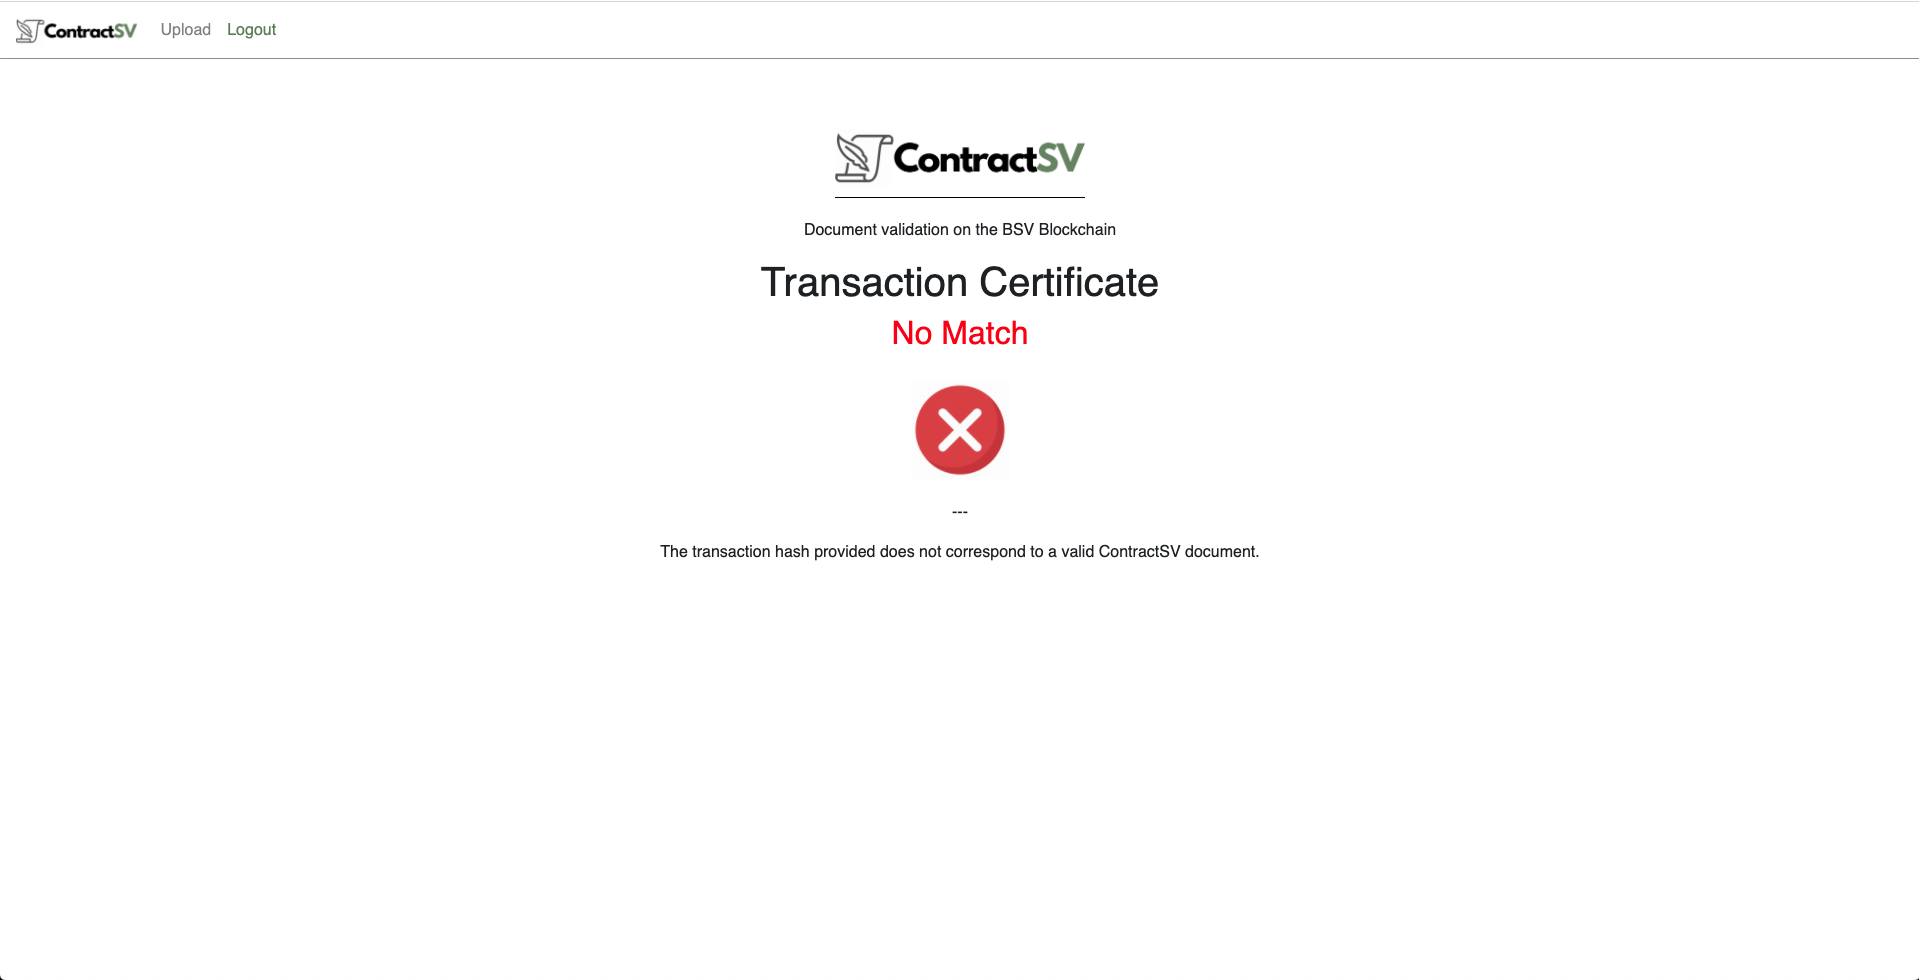 ContractSV Upload Logout
ContractSV
Document validation on the BSV Blockchain
Transaction Certificate
No Match
---
The transaction hash provided does not correspond to a valid ContractSV document.